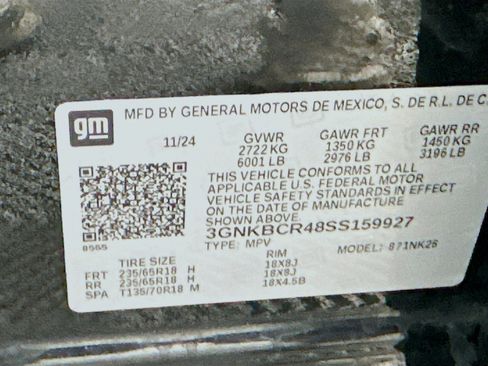 gm
MFD BY GENERAL MOTORS DE MEXICO, S. DE R.L. DE C.
11/24 GVWR GAWR FRT GAWR RR
2722 KG 1350 KG 1450 KG
6001 LB 2976 LB 3196 LB
THIS VEHICLE CONFORMS TO ALL
APPLICABLE U.S. FEDERAL MOTOR
VEHICLE SAFETY STANDARDS IN EFFECT
ON THE DATE OF MANUFACTURE
SHOWN ABOVE.
3GNKBCR48SS159927
TYPE: MPV MODEL: 871NK26
TIRE SIZE RIM
FRT 235/65R18 H 18X8J
RR 235/65R18 H 18X8J
SPA T135/70R18 M 18X4.5B